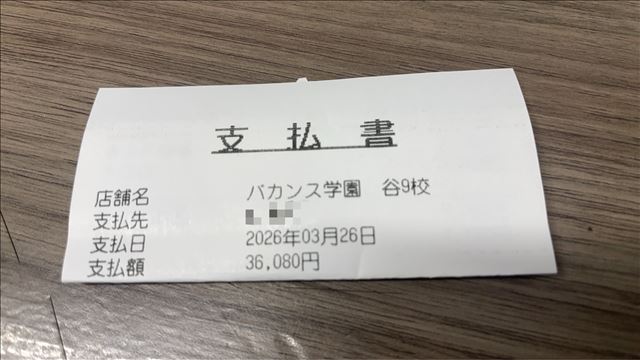 支払書
店舗名 バカンス学園 谷9校
支払先
支払日 2026年03月26日
支払額 36,080円